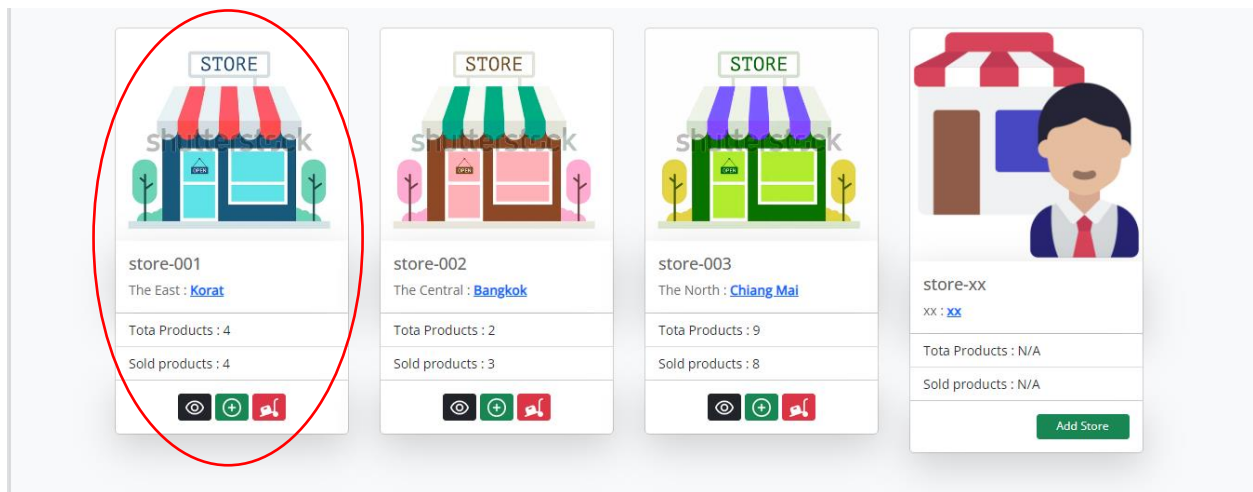 STORE
shutterstock
OPEN
store-001
The East : Korat
Tota Products : 4
Sold products : 4
STORE
shutterstock
OPEN
store-002
The Central : Bangkok
Tota Products : 2
Sold products : 3
STORE
shutterstock
OPEN
store-003
The North : Chiang Mai
Tota Products : 9
Sold products : 8
store-xx
xx : xx
Tota Products : N/A
Sold products : N/A
Add Store